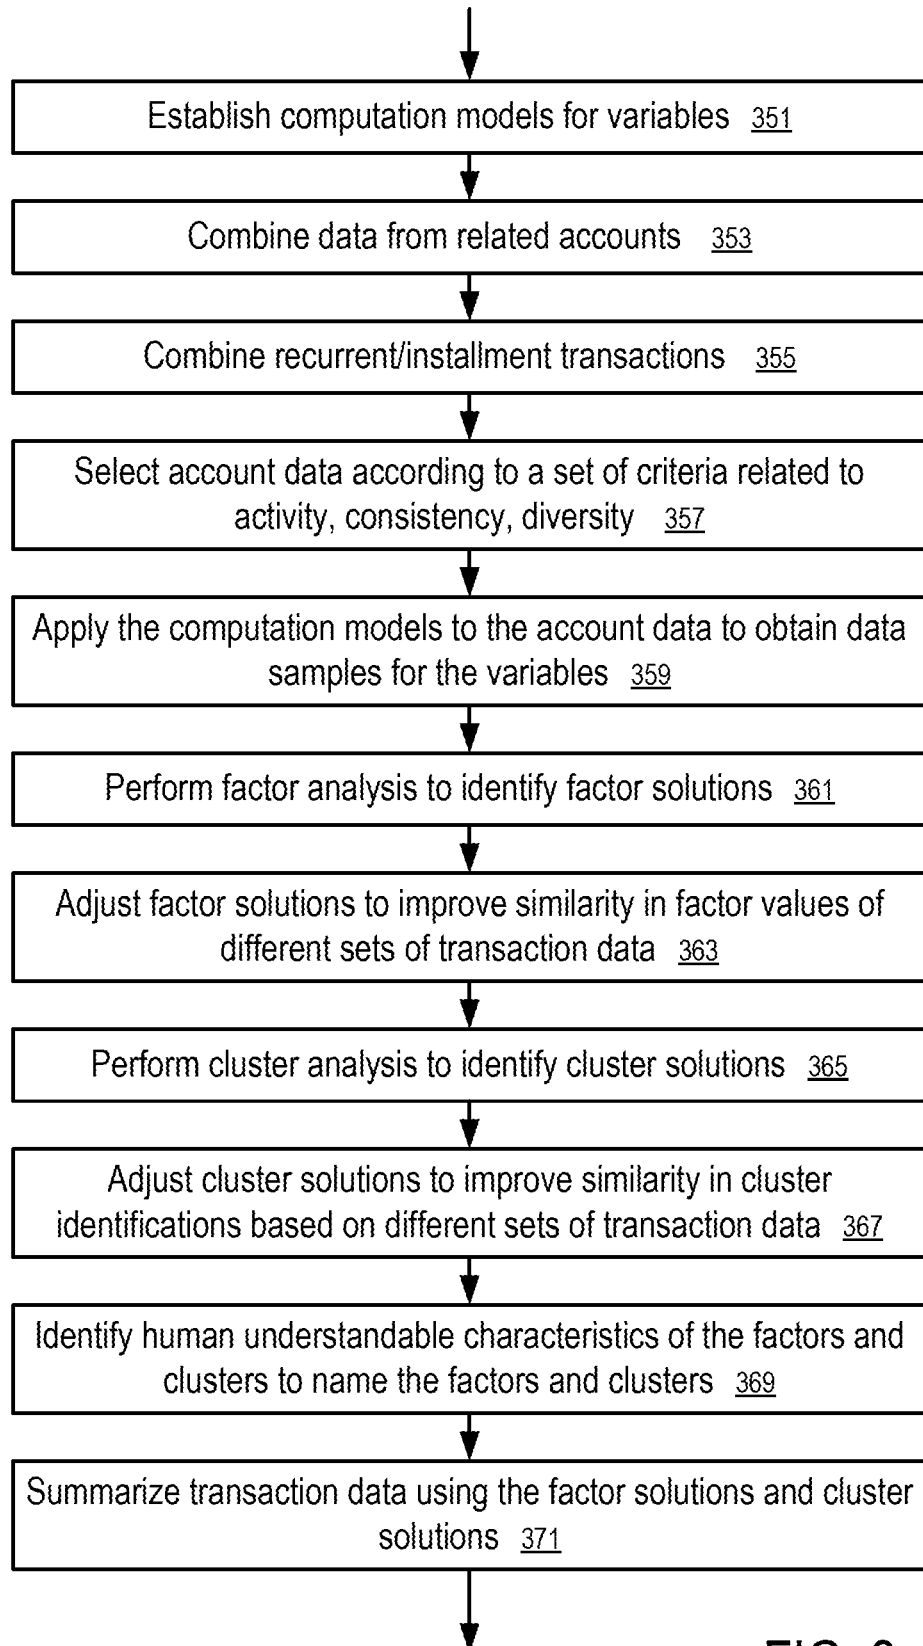 Establish computation models for variables 351
Combine data from related accounts 353
Combine recurrent/installment transactions 355
Select account data according to a set of criteria related to
activity, consistency, diversity 357
Apply the computation models to the account data to obtain data
samples for the variables 359
Perform factor analysis to identify factor solutions 361
Adjust factor solutions to improve similarity in factor values of
different sets of transaction data 363
Perform cluster analysis to identify cluster solutions 365
Adjust cluster solutions to improve similarity in cluster
identifications based on different sets of transaction data 367
Identify human understandable characteristics of the factors and
clusters to name the factors and clusters 369
Summarize transaction data using the factor solutions and cluster
solutions 371
FIG.